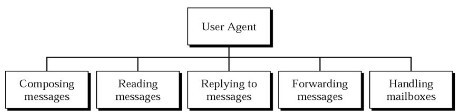 User Agent
Composing
messages
Reading
messages
Replying to
messages
Forwarding
messages
Handling
mailboxes